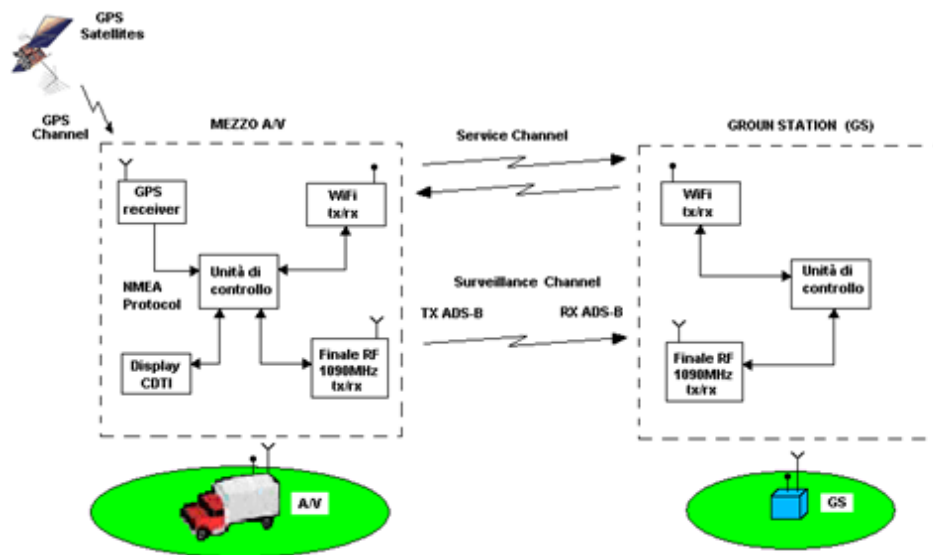 GPS
Satellites
GPS
Channel
MEZZO A/V
Service Channel
GROUN STATION (GS)
GPS
receiver
WiFi
tx/rx
WiFi
tx/rx
Unità di
controllo
NMEA
Protocol
Surveillance Channel
Unità di
controllo
TX ADS-B
RX ADS-B
Display
CDTI
Finale RF
1090MHz
tx/rx
Finale RF
1090MHz
tx/rx
A/V
GS